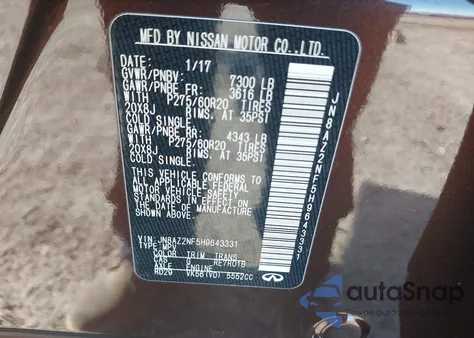 MFD BY NISSAN MOTOR CO.,LTD.
DATE: 1/17
GVWR/PNBV: 7300 LB
GAWR/PNBE FR: 3616 LB
WITH P275/60R20 TIRES
20X8J RIMS, AT 35PSI
COLD SINGLE.
GAWR/PNBE RR: 4343 LB
WITH P275/60R20 TIRES
20X8J RIMS, AT 35PSI
COLD SINGLE.
THIS VEHICLE CONFORMS TO
ALL APPLICABLE FEDERAL
MOTOR VEHICLE SAFETY
STANDARDS IN EFFECT ON
THE DATE OF MANUFACTURE
SHOWN ABOVE.
VIN: JN8AZ2NF5H9643331
TYPE: MPV
COLOR TRIM TRANS
CAS G RE7R01B
AXLE ENGINE
RD29 VK56(VD) 5552CC
JN8AZ2NF5H9643331
INFINITI
autoSnap